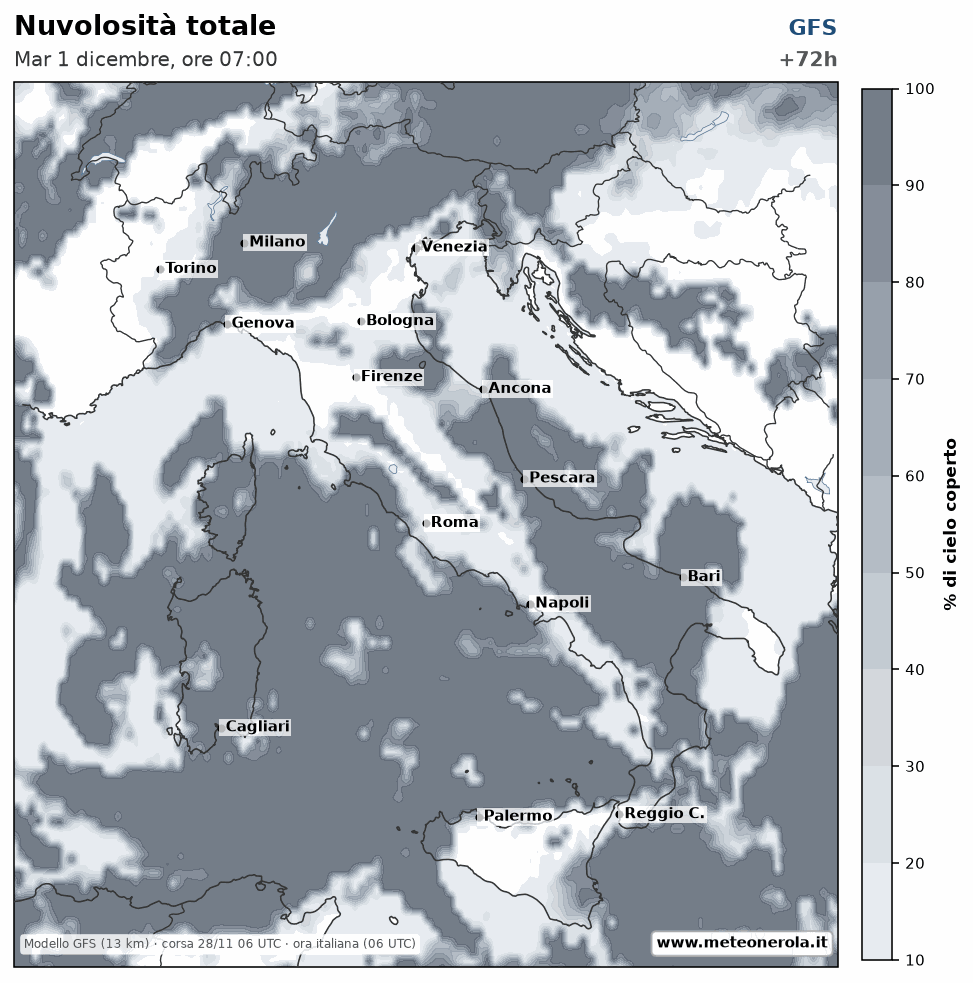 Nuvolosità totale
GFS
Mar 1 dicembre, ore 07:00
+72h
100
90
80
70
60
50
40
30
20
10
% di cielo coperto
Milano
Venezia
Torino
Genova
Bologna
Firenze
Ancona
Pescara
Roma
Bari
Napoli
Cagliari
Palermo
Reggio C.
Modello GFS (13 km) · corsa 28/11 06 UTC · ora italiana (06 UTC)
www.meteonerola.it